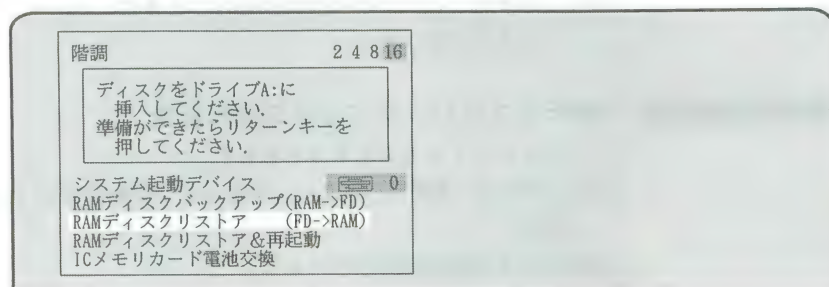 階調 2 4 8 16
ディスクをドライブA:に
挿入してください.
準備ができたらリターンキーを
押してください.
システム起動デバイス 0
RAMディスクバックアップ(RAM->FD)
RAMディスクリストア (FD->RAM)
RAMディスクリストア&再起動
ICメモリカード電池交換